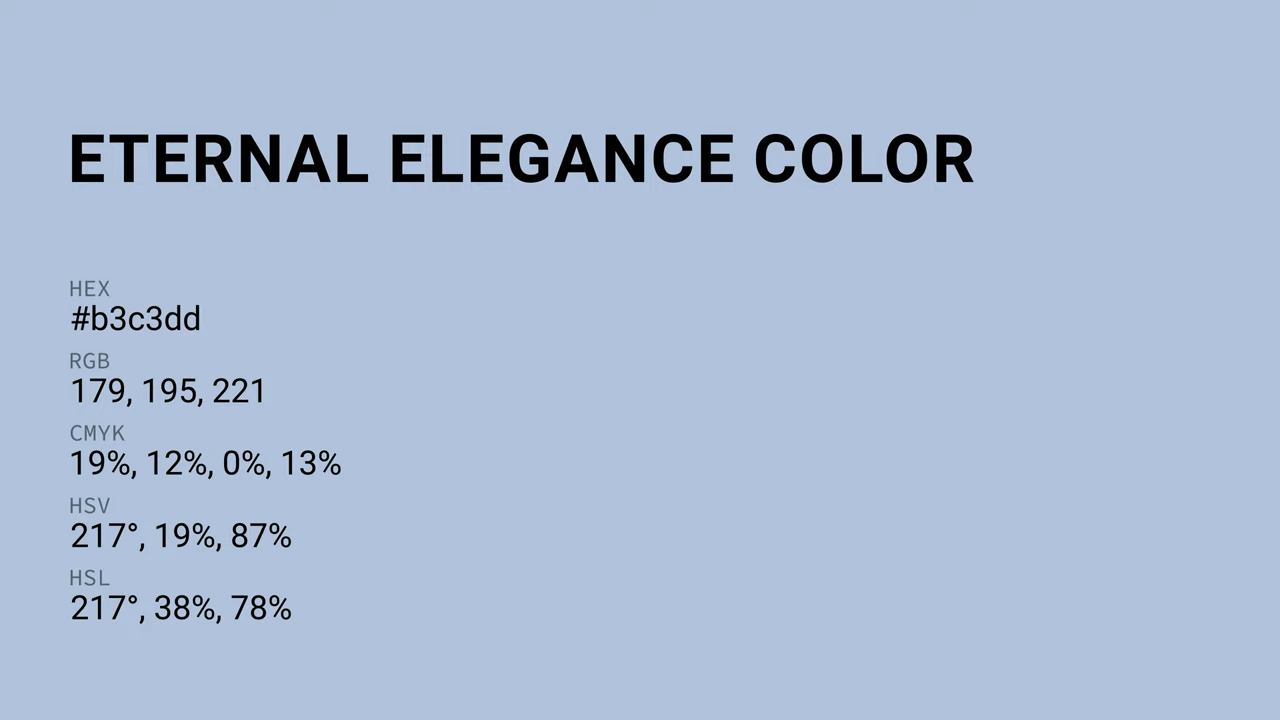 ETERNAL ELEGANCE COLOR
HEX
#b3c3dd
RGB
179, 195, 221
CMYK
19%, 12%, 0%, 13%
HSV
217°, 19%, 87%
HSL
217°, 38%, 78%